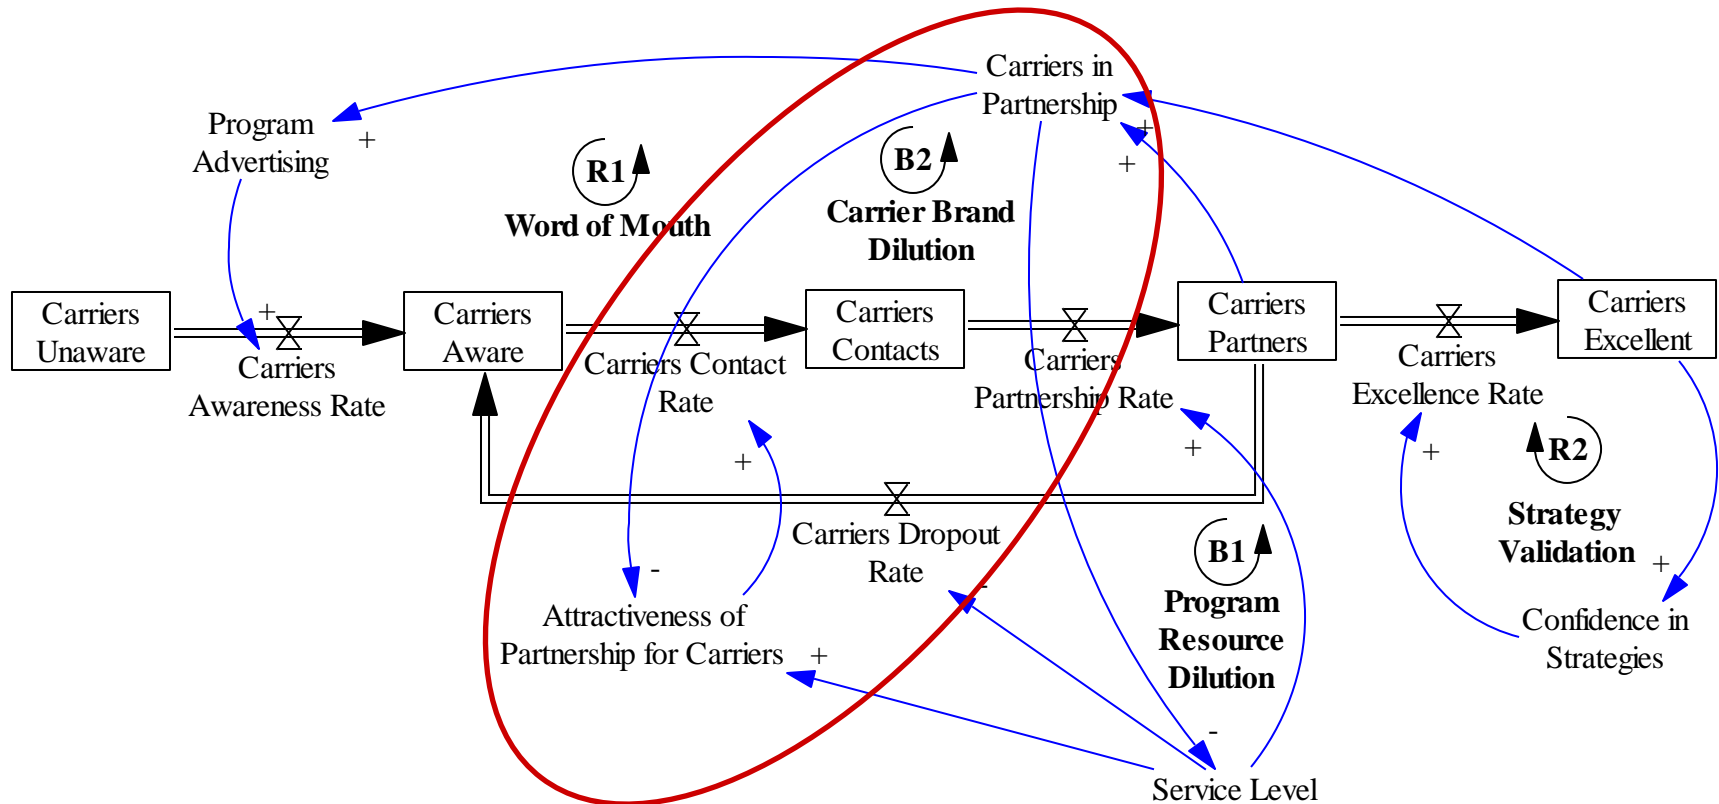 Carriers in
Partnership
+
+
Program
Advertising
+
R1
Word of Mouth
B2
Carrier Brand
Dilution
Carriers
Unaware
+
Carriers
Awareness Rate
Carriers
Aware
Carriers Contact
Rate
+
Carriers
Contacts
Carriers
Partnership Rate
+
Carriers
Partners
Carriers
Excellence Rate
+
Carriers
Excellent
R2
Strategy
Validation
+
Confidence in
Strategies
Carriers Dropout
Rate
-
B1
Program
Resource
Dilution
-
Attractiveness of
Partnership for Carriers
+
-
Service Level